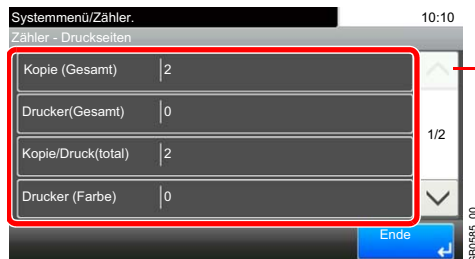 Systemmenü/Zähler. 10:10
Zähler - Druckseiten
Kopie (Gesamt) 2
Drucker(Gesamt) 0
1/2
Kopie/Druck(total) 2
Drucker (Farbe) 0
Ende
GB0585_00